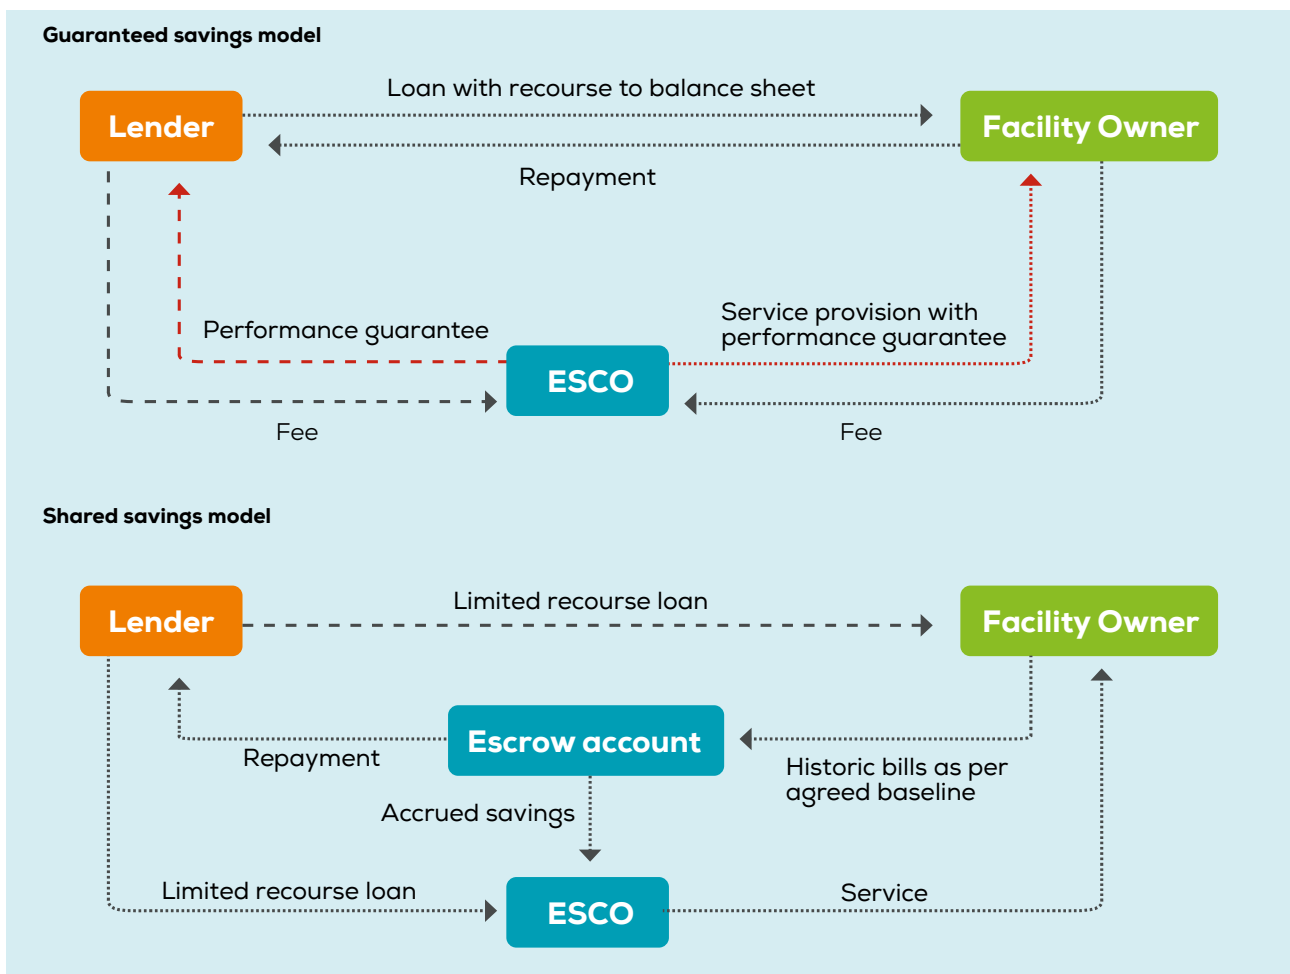 Guaranteed savings model
Loan with recourse to balance sheet
Lender
Facility Owner
Repayment
Performance guarantee
Service provision with
performance guarantee
ESCO
Fee
Fee
Shared savings model
Limited recourse loan
Lender
Facility Owner
Escrow account
Repayment
Historic bills as per
agreed baseline
Accrued savings
Limited recourse loan
ESCO
Service